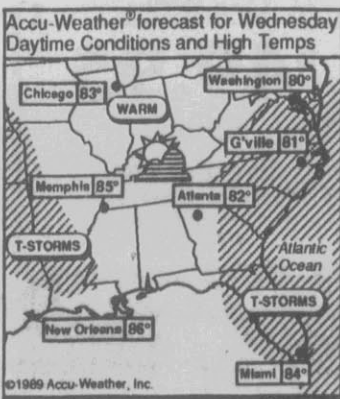 Accu-Weather® forecast for Wednesday
Daytime Conditions and High Temps
Washington 80°
Chicago 83°
WARM
G'ville 81°
Memphis 85°
Atlanta 82°
T-STORMS
Atlantic
Ocean
T-STORMS
New Orleans 86°
Miami 84°
©1989 Accu-Weather, Inc.